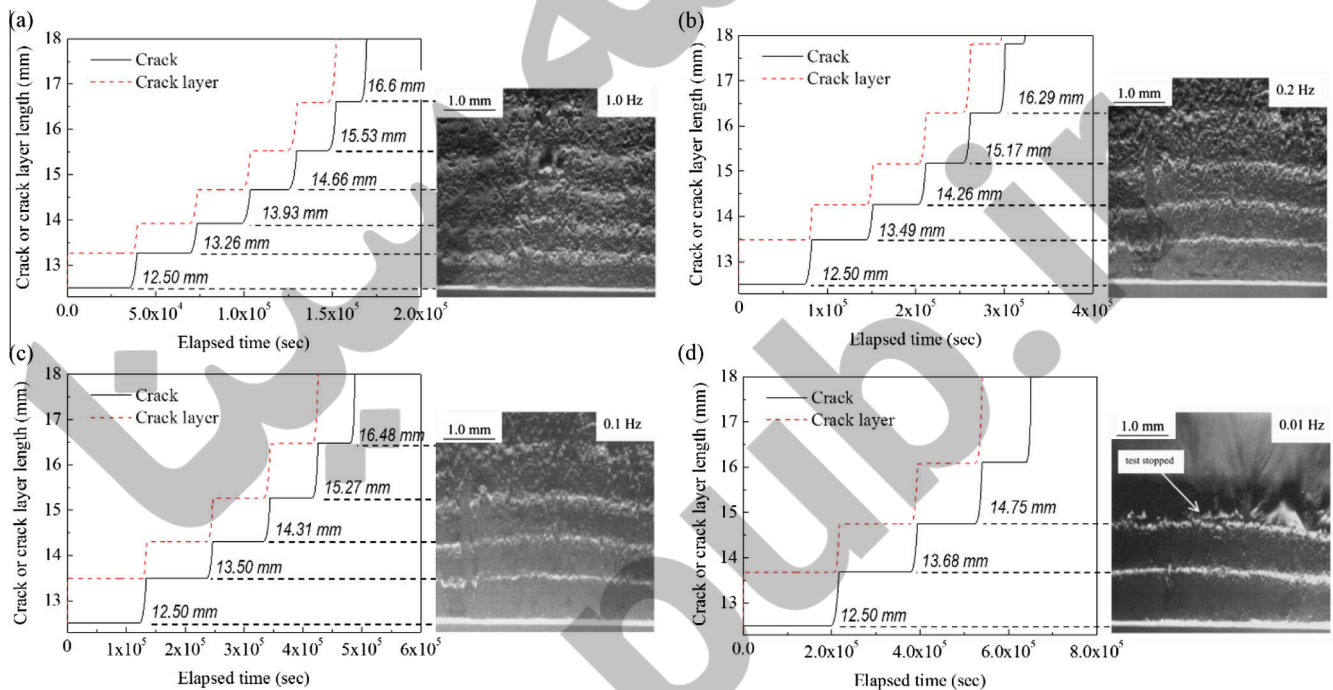 (a)
18
17
16
15
14
13
Crack or crack layer length (mm)
Crack
Crack layer
16.6 mm
15.53 mm
14.66 mm
13.93 mm
13.26 mm
12.50 mm
0.0 5.0x10⁴ 1.0x10⁵ 1.5x10⁵ 2.0x10⁵
Elapsed time (sec)
1.0 mm 1.0 Hz
(b)
18
17
16
15
14
13
Crack or crack layer length (mm)
Crack
Crack layer
16.29 mm
15.17 mm
14.26 mm
13.49 mm
12.50 mm
0.0 1x10⁵ 2x10⁵ 3x10⁵ 4x10⁵
Elapsed time (sec)
1.0 mm 0.2 Hz
(c)
18
17
16
15
14
13
Crack or crack layer length (mm)
Crack
Crack layer
16.48 mm
15.27 mm
14.31 mm
13.50 mm
12.50 mm
0 1x10⁵ 2x10⁵ 3x10⁵ 4x10⁵ 5x10⁵ 6x10⁵
Elapsed time (sec)
1.0 mm 0.1 Hz
(d)
18
17
16
15
14
13
Crack or crack layer length (mm)
Crack
Crack layer
14.75 mm
13.68 mm
12.50 mm
0.0 2.0x10⁵ 4.0x10⁵ 6.0x10⁵ 8.0x10⁵
Elapsed time (sec)
1.0 mm 0.01 Hz
test stopped
pub.ir